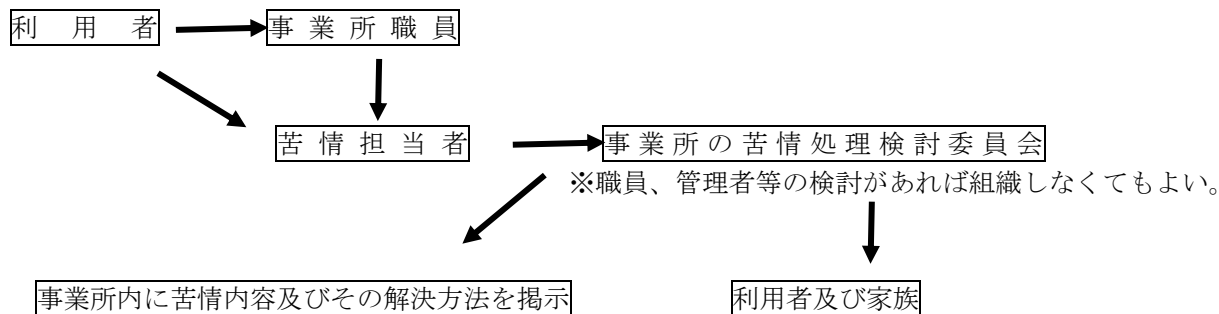 利用者 事業所職員
苦情担当者 事業所の苦情処理検討委員会
※職員、管理者等の検討があれば組織しなくてもよい。
事業所内に苦情内容及びその解決方法を掲示 利用者及び家族